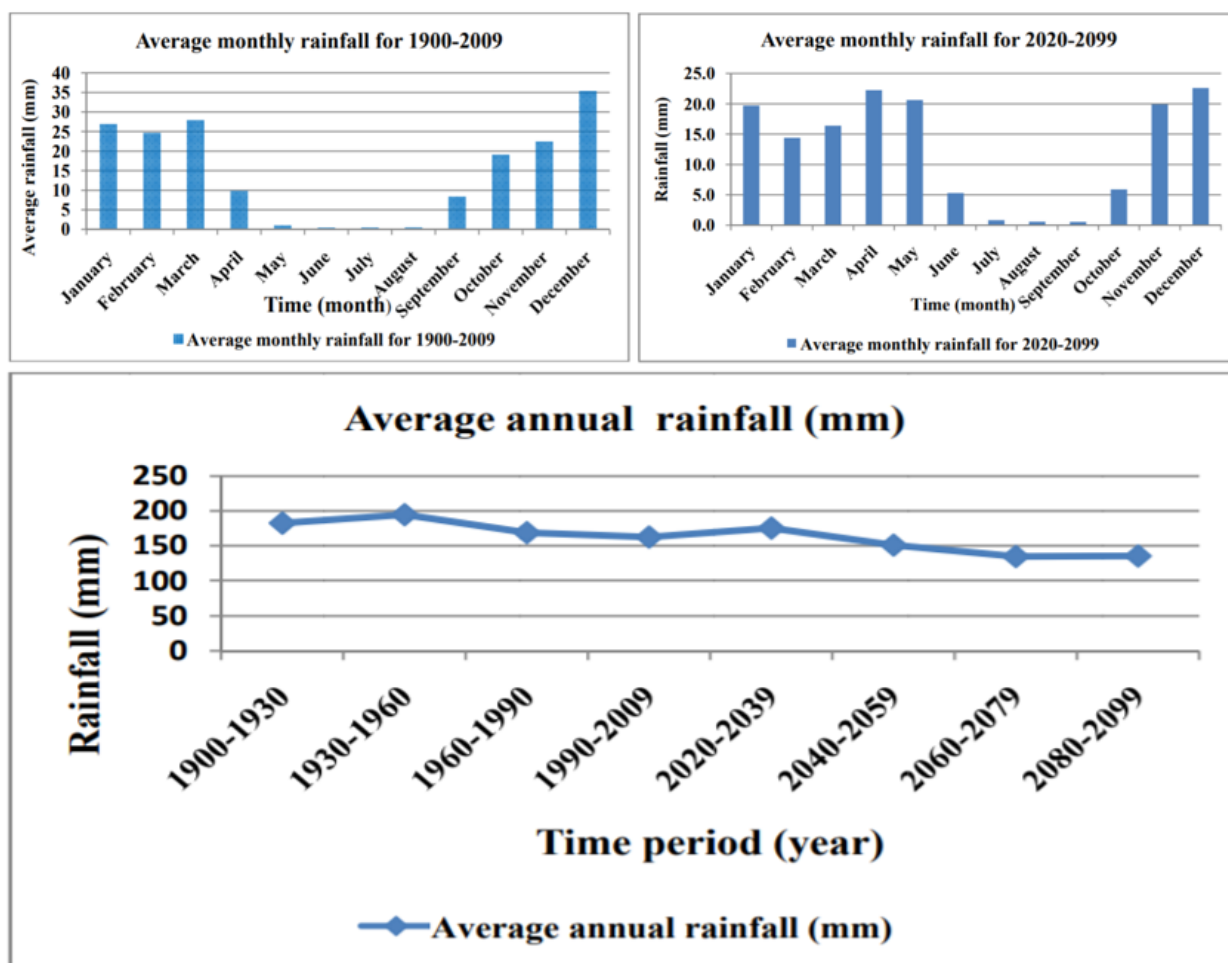 Average monthly rainfall for 1900-2009
Average rainfall (mm)
40
35
30
25
20
15
10
5
0
January
February
March
April
May
June
July
August
September
October
November
December
Time (month)
Average monthly rainfall for 1900-2009
Average monthly rainfall for 2020-2099
Rainfall (mm)
25.0
20.0
15.0
10.0
5.0
0.0
January
February
March
April
May
June
July
August
September
October
November
December
Time (month)
Average monthly rainfall for 2020-2099
Average annual rainfall (mm)
Rainfall (mm)
250
200
150
100
50
0
1900-1930
1930-1960
1960-1990
1990-2009
2020-2039
2040-2059
2060-2079
2080-2099
Time period (year)
Average annual rainfall (mm)